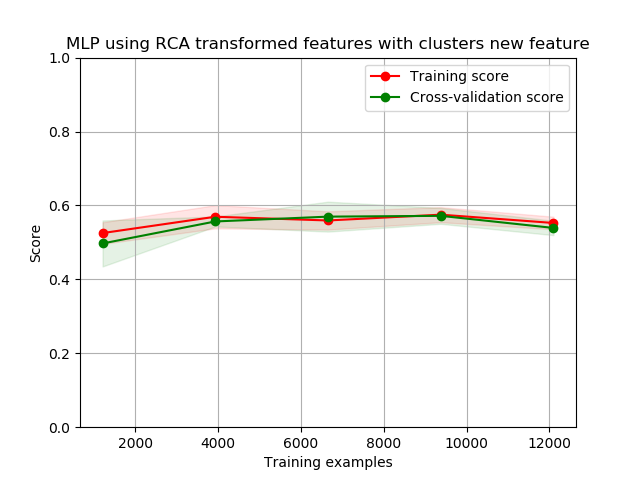 MLP using RCA transformed features with clusters new feature
Training score
Cross-validation score
1.0
0.8
0.6
0.4
0.2
0.0
Score
2000 4000 6000 8000 10000 12000
Training examples